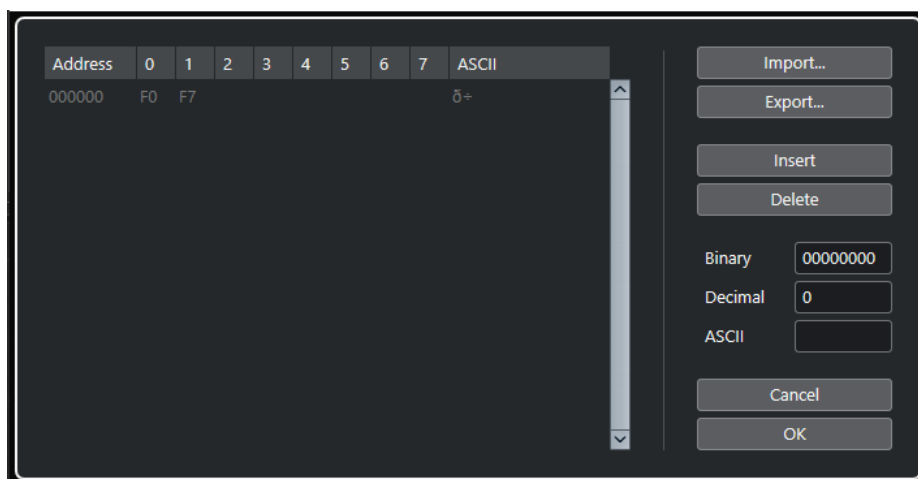 Address 0 1 2 3 4 5 6 7 ASCII
000000 F0 F7 ð÷
Import...
Export...
Insert
Delete
Binary 00000000
Decimal 0
ASCII
Cancel
OK